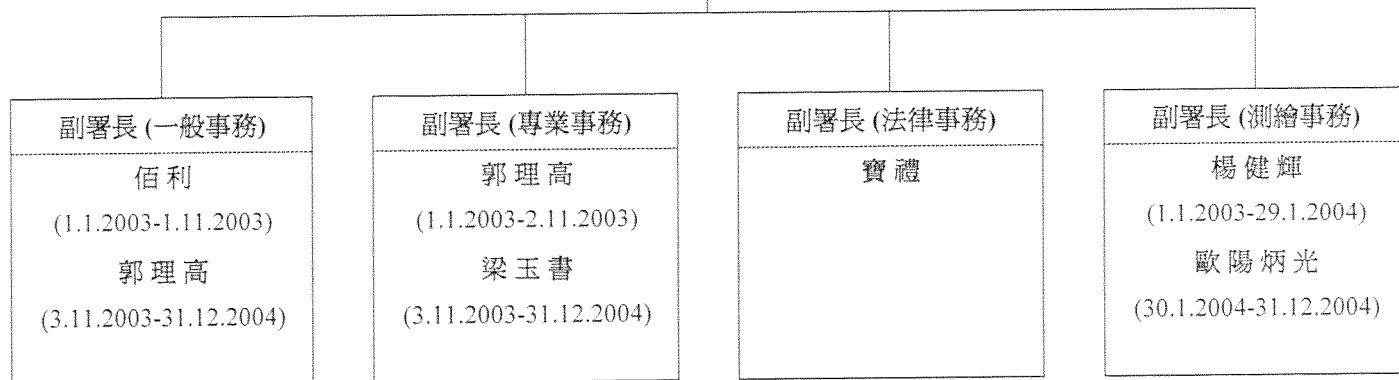 副署長 (一般事務)
佰 利
(1.1.2003-1.11.2003)
郭 理 高
(3.11.2003-31.12.2004)
副署長 (專業事務)
郭 理 高
(1.1.2003-2.11.2003)
梁 玉 書
(3.11.2003-31.12.2004)
副署長 (法律事務)
寶 禮
副署長 (測繪事務)
楊 健 輝
(1.1.2003-29.1.2004)
歐 陽 炳 光
(30.1.2004-31.12.2004)